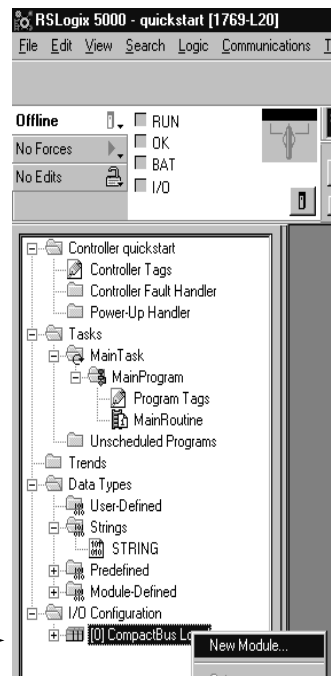 RSLogix 5000 - quickstart [1769-L20]
File Edit View Search Logic Communications
Offline
RUN
No Forces
OK
BAT
No Edits
I/O
Controller quickstart
Controller Tags
Controller Fault Handler
Power-Up Handler
Tasks
MainTask
MainProgram
Program Tags
MainRoutine
Unscheduled Programs
Trends
Data Types
User-Defined
Strings
STRING
Predefined
Module-Defined
I/O Configuration
[0] CompactBus
New Module...